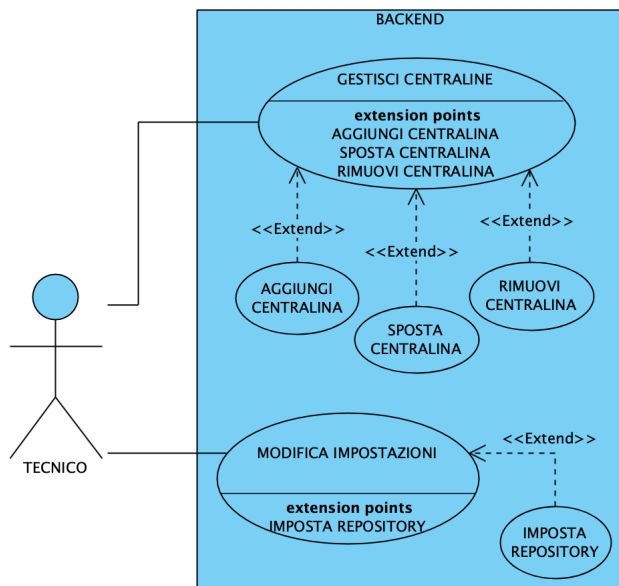 BACKEND
GESTISCI CENTRALINE
extension points
AGGIUNGI CENTRALINA
SPOSTA CENTRALINA
RIMUOVI CENTRALINA
<<Extend>>
<<Extend>>
<<Extend>>
AGGIUNGI
CENTRALINA
SPOSTA
CENTRALINA
RIMUOVI
CENTRALINA
TECNICO
MODIFICA IMPOSTAZIONI
extension points
IMPOSTA REPOSITORY
<<Extend>>
IMPOSTA
REPOSITORY